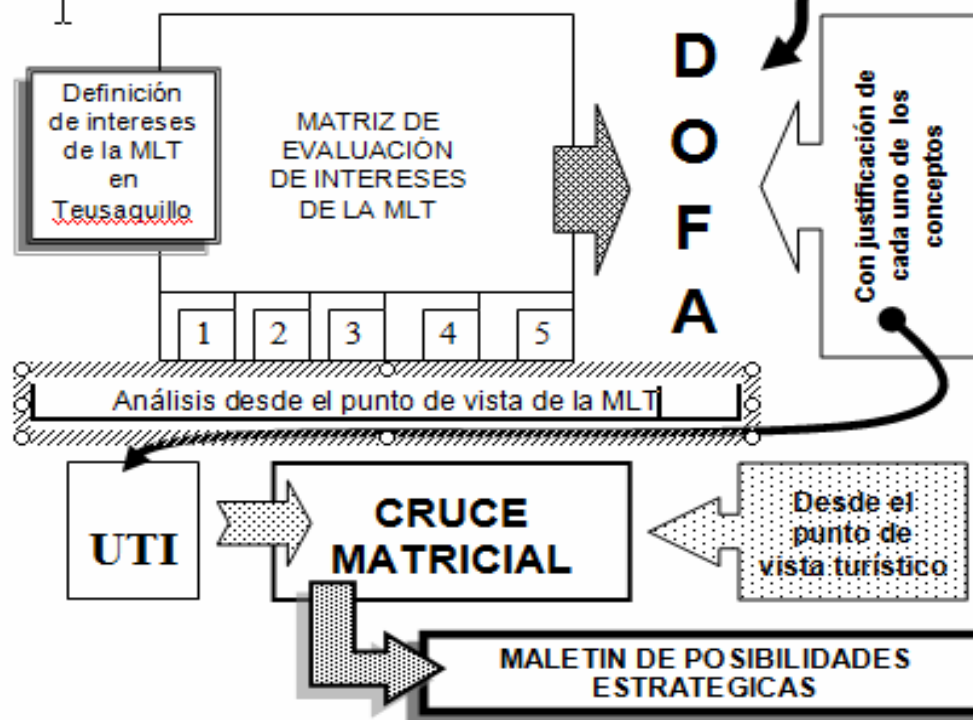 Definición
de intereses
de la MLT
en
Teusaquillo
MATRIZ DE
EVALUACIÓN
DE INTERESES
DE LA MLT
D
O
F
A
Con justificación de
cada uno de los
conceptos
1 2 3 4 5
Análisis desde el punto de vista de la MLT
UTI
CRUCE
MATRICIAL
Desde el
punto de
vista turístico
MALETIN DE POSIBILIDADES
ESTRATEGICAS